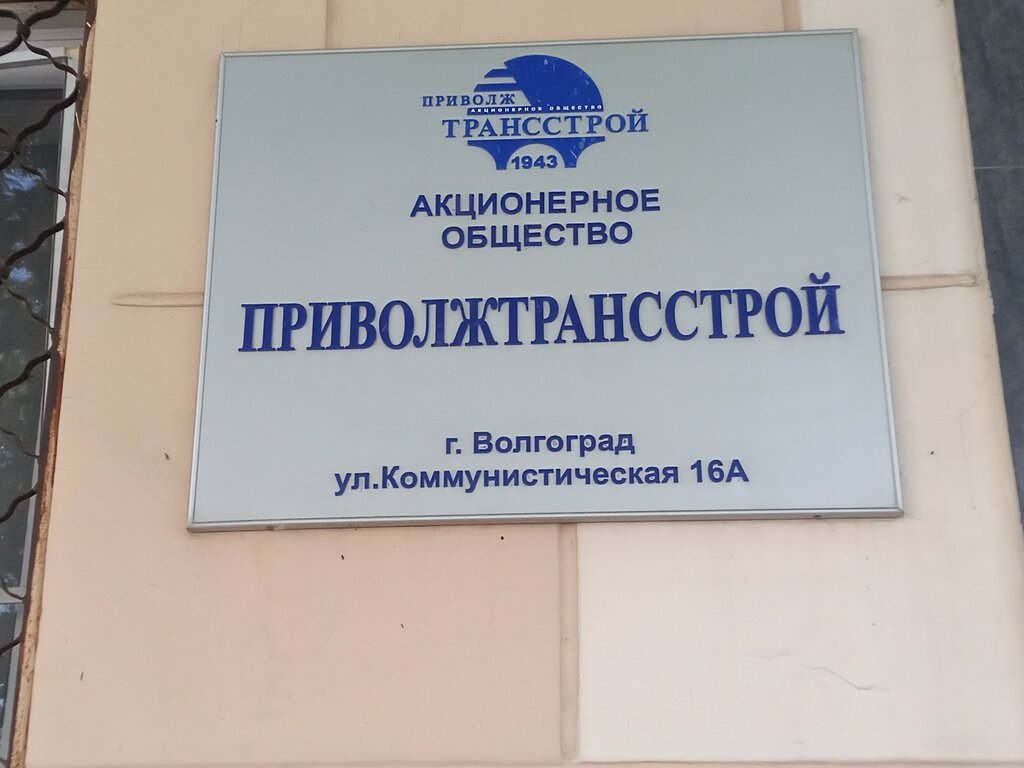 ПРИВОЛЖ
АКЦИОНЕРНОЕ ОБЩЕСТВО
ТРАНССТРОЙ
1943
АКЦИОНЕРНОЕ
ОБЩЕСТВО
ПРИВОЛЖТРАНССТРОЙ
г. Волгоград
ул.Коммунистическая 16А